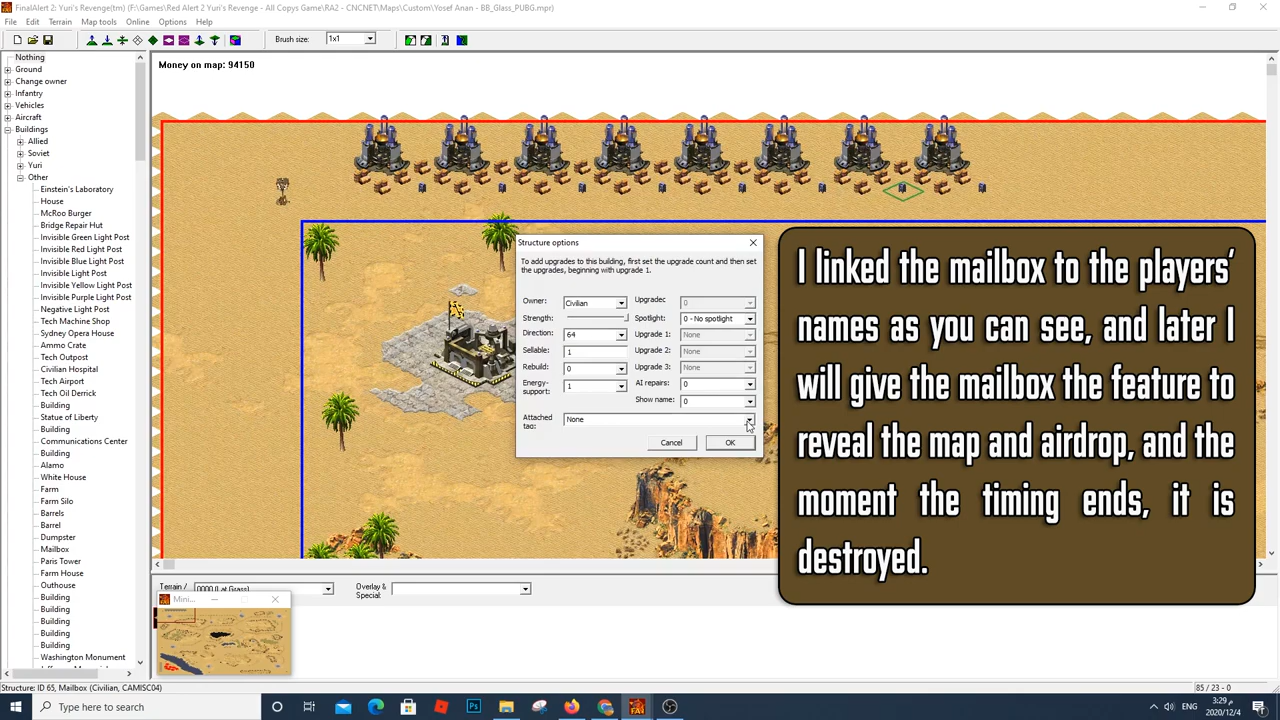 FinalAlert 2: Yuri's Revenge(tm) (F:\Games\Red Alert 2 Yuri's Revenge - All Copys Game\RA2 - CNCNET\Maps\Custom\Yosef Anan - BB_Glass_PUBG.mpr)
File Edit Terrain Map tools Online Options Help
Brush size: 1x1
Nothing
Ground
Change owner
Infantry
Vehicles
Aircraft
Buildings
Allied
Soviet
Yuri
Other
Einstein's Laboratory
House
McRoo Burger
Bridge Repair Hut
Invisible Green Light Post
Invisible Red Light Post
Invisible Blue Light Post
Invisible Light Post
Invisible Yellow Light Post
Invisible Purple Light Post
Negative Light Post
Tech Machine Shop
Sydney Opera House
Ammo Crate
Tech Outpost
Civilian Hospital
Tech Airport
Tech Oil Derrick
Building
Statue of Liberty
Building
Communications Center
Building
Alamo
White House
Farm
Farm Silo
Barrels
Barrel
Dumpster
Mailbox
Paris Tower
Farm House
Outhouse
Building
Building
Building
Building
Building
Washington Monument
Money on map: 94150
Structure options
To add upgrades to this building, first set the upgrade count and then set
the upgrades, beginning with upgrade 1.
Owner: Civilian Upgradec 0
Strength: Spotlight: 0 - No spotlight
Direction: 64 Upgrade 1: None
Sellable: 1 Upgrade 2: None
Rebuild: 0 Upgrade 3: None
Energy-support: 1 AI repairs: 0
Show name: 0
Attached tag: None
Cancel OK
I linked the mailbox to the players'
names as you can see, and later I
will give the mailbox the feature to
reveal the map and airdrop, and the
moment the timing ends, it is
destroyed.
Terrain / 0000 (Lat Grass) Overlay & Special:
Mini...
Structure: ID 65, Mailbox (Civilian, CAMISC04) 85 / 23 - 0
Type here to search
ENG
3:29 م
2020/12/4